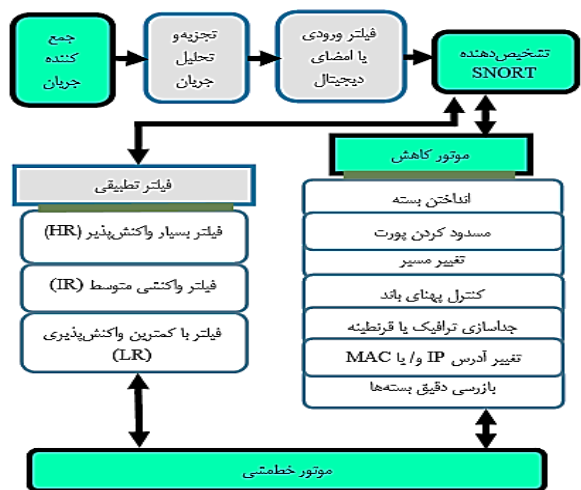 جمع
کننده
جریان
تجزیه‌و
تحلیل
جریان
فیلتر ورودی
یا امضای
دیجیتال
تشخیص‌دهنده
SNORT
موتور کاهش
انداختن بسته
مسدود کردن پورت
تغییر مسیر
کنترل پهنای باند
جداسازی ترافیک یا قرنطینه
تغییر آدرس IP و/ یا MAC
بازرسی دقیق بسته‌ها
فیلتر تطبیقی
فیلتر بسیار واکنش‌پذیر (HR)
فیلتر واکنشی متوسط (IR)
فیلتر با کمترین واکنش‌پذیری
(LR)
موتور خط‌مشی